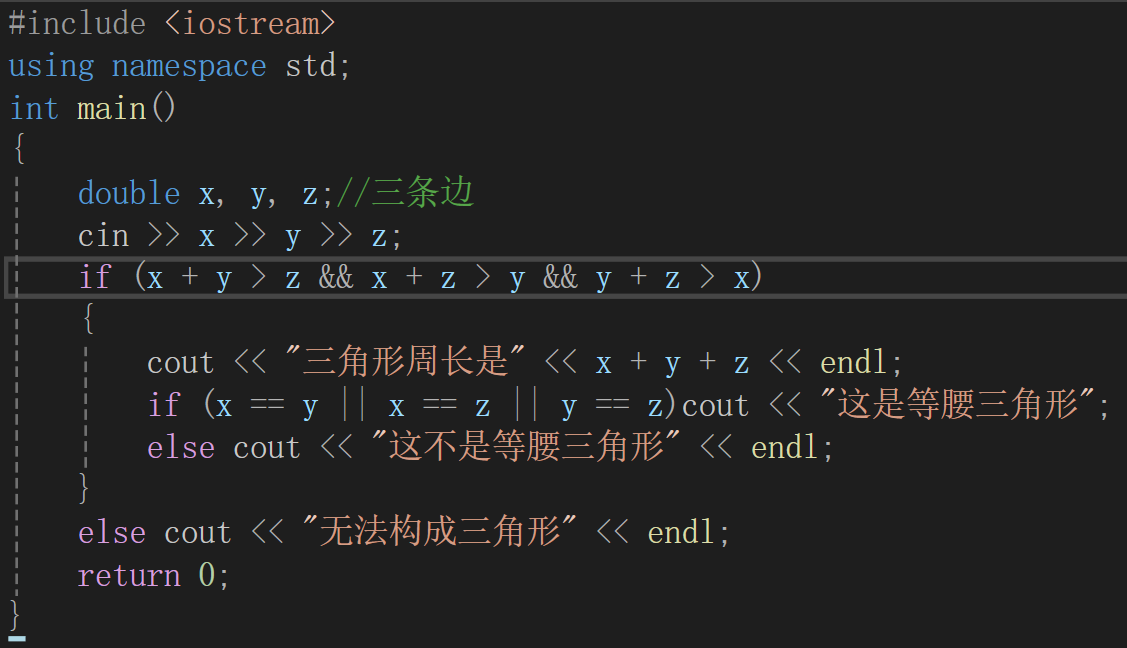 #include <iostream>
using namespace std;
int main()
{
    double x, y, z;//三条边
    cin >> x >> y >> z;
    if (x + y > z && x + z > y && y + z > x)
    {
        cout << "三角形周长是" << x + y + z << endl;
        if (x == y || x == z || y == z)cout << "这是等腰三角形";
        else cout << "这不是等腰三角形" << endl;
    }
    else cout << "无法构成三角形" << endl;
    return 0;
}